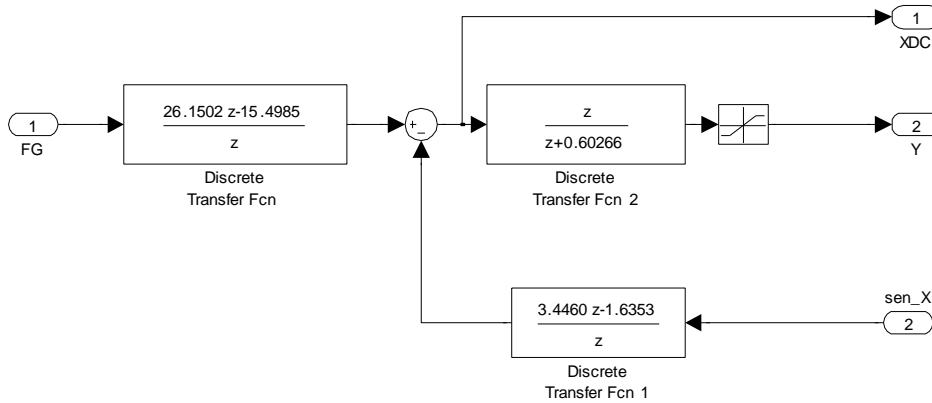 1
XDC
26.1502 z-15.4985
z
Discrete
Transfer Fcn
1
FG
+
-
z
z+0.60266
Discrete
Transfer Fcn 2
2
Y
3.4460 z-1.6353
z
Discrete
Transfer Fcn 1
sen_X
2